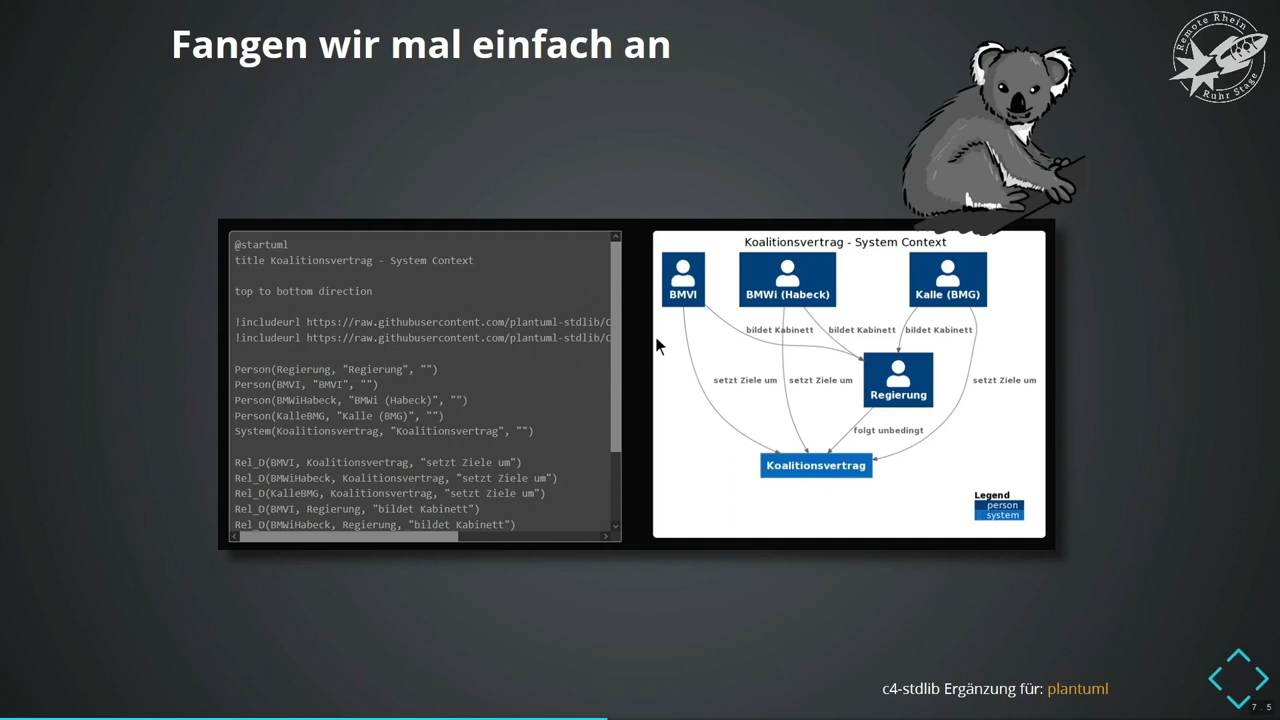 Fangen wir mal einfach an
Remote Rhein
Ruhr Stage
@startuml
title Koalitionsvertrag - System Context
top to bottom direction
!includeurl https://raw.githubusercontent.com/plantuml-stdlib/C
!includeurl https://raw.githubusercontent.com/plantuml-stdlib/C
Person(Regierung, "Regierung", "")
Person(BMVI, "BMVI", "")
Person(BMWiHabeck, "BMWi (Habeck)", "")
Person(KalleBMG, "Kalle (BMG)", "")
System(Koalitionsvertrag, "Koalitionsvertrag", "")
Rel_D(BMVI, Koalitionsvertrag, "setzt Ziele um")
Rel_D(BMWiHabeck, Koalitionsvertrag, "setzt Ziele um")
Rel_D(KalleBMG, Koalitionsvertrag, "setzt Ziele um")
Rel_D(BMVI, Regierung, "bildet Kabinett")
Rel_D(BMWiHabeck, Regierung, "bildet Kabinett")
Koalitionsvertrag - System Context
BMVI
BMWi (Habeck)
Kalle (BMG)
bildet Kabinett
bildet Kabinett
bildet Kabinett
setzt Ziele um
setzt Ziele um
Regierung
setzt Ziele um
folgt unbedingt
Koalitionsvertrag
Legend
person
system
c4-stdlib Ergänzung für: plantuml
7.5